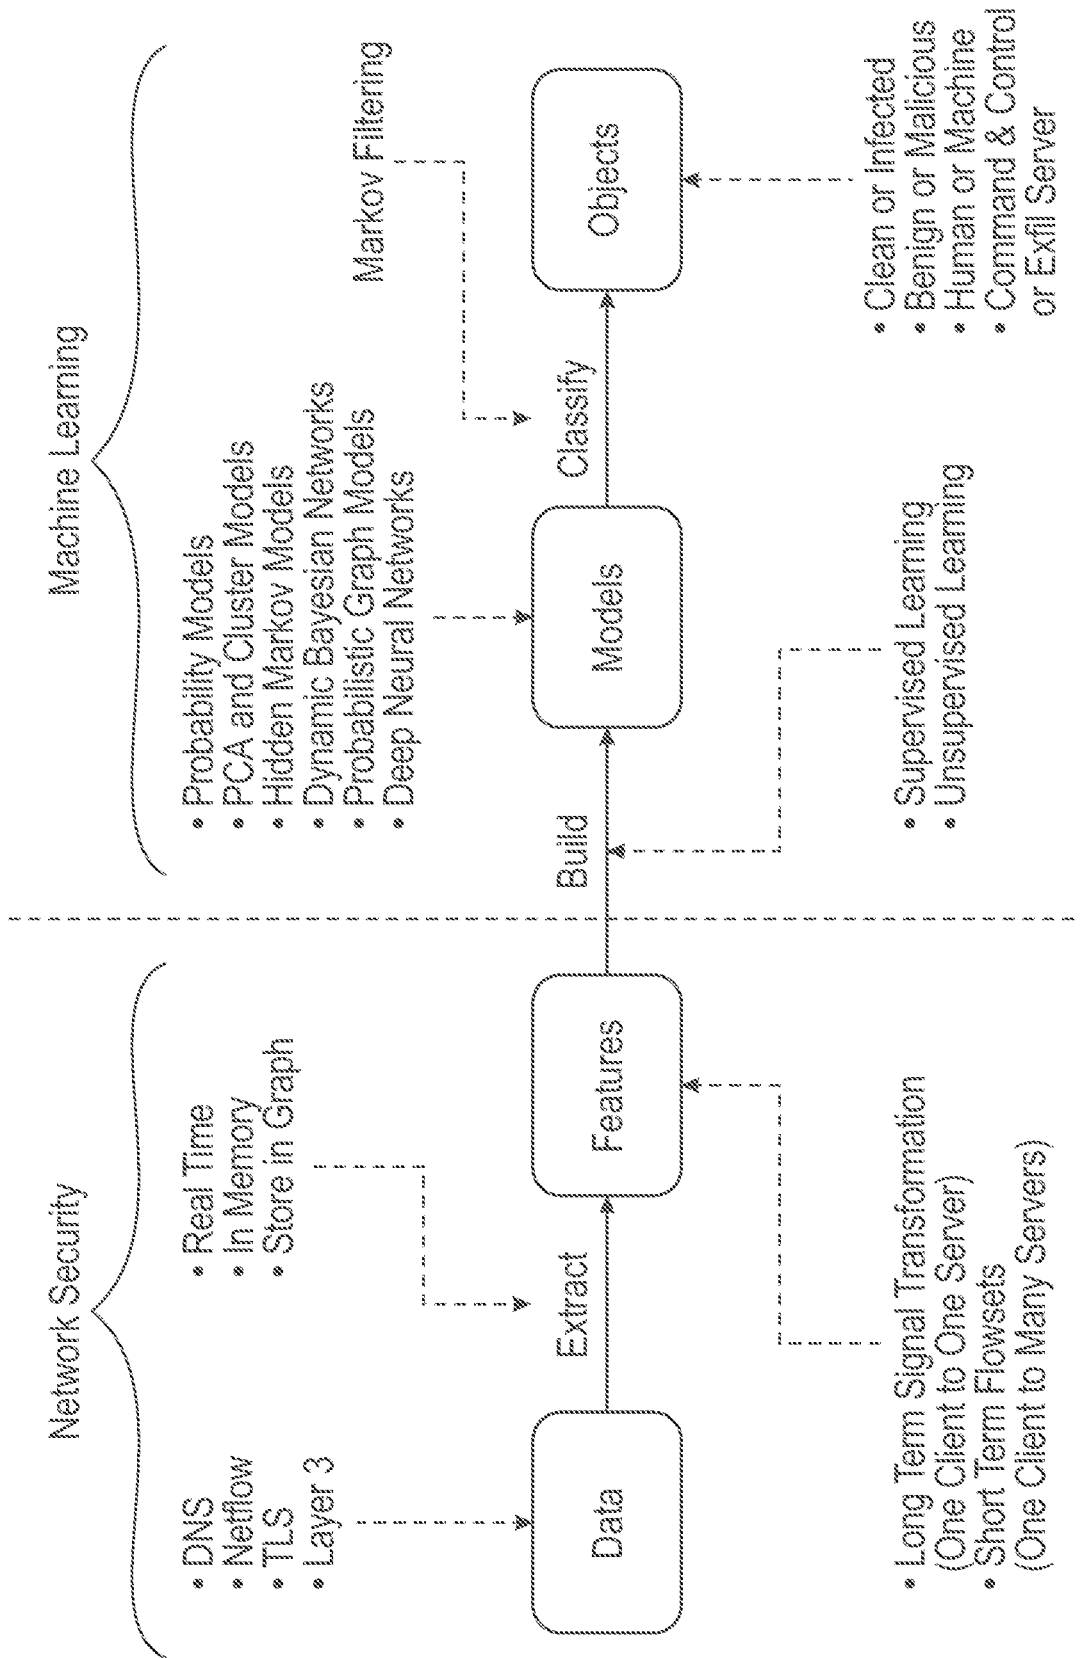 Network Security
Machine Learning
• DNS
• Netflow
• TLS
• Layer 3
• Real Time
• In Memory
• Store in Graph
• Probability Models
• PCA and Cluster Models
• Hidden Markov Models
• Dynamic Bayesian Networks
• Probabilistic Graph Models
• Deep Neural Networks
Markov Filtering
Data
Extract
Features
Build
Models
Classify
Objects
• Long Term Signal Transformation
(One Client to One Server)
• Short Term Flowsets
(One Client to Many Servers)
• Supervised Learning
• Unsupervised Learning
• Clean or Infected
• Benign or Malicious
• Human or Machine
• Command & Control
or Exfil Server